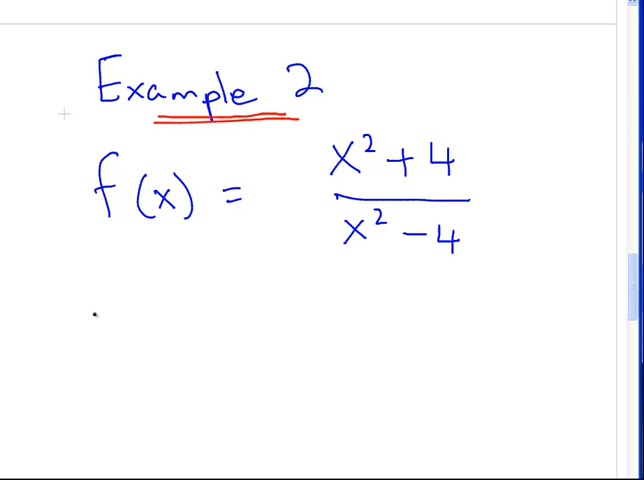 Example 2
f(x) = x² + 4 / x² - 4